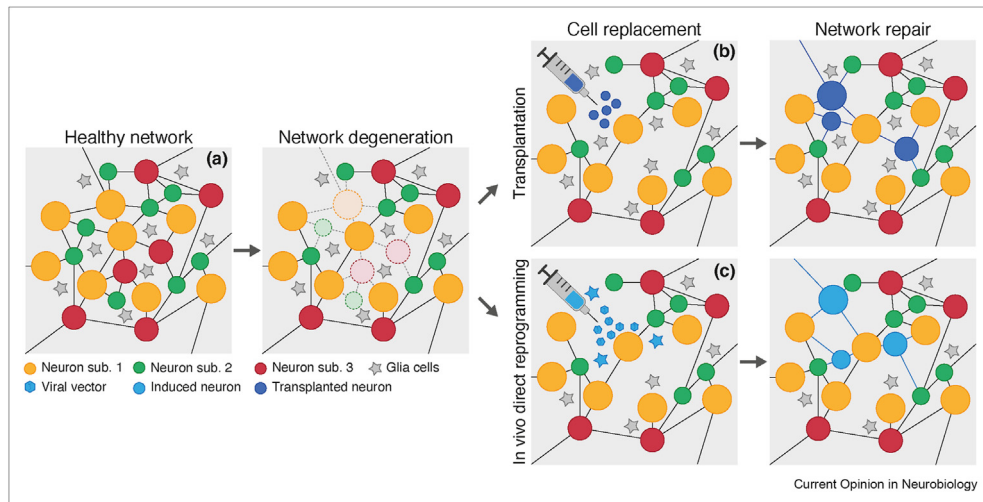 Cell replacement
Network repair
(b)
Transplantation
Healthy network
Network degeneration
(a)
In vivo direct reprogramming
(c)
Neuron sub. 1
Neuron sub. 2
Neuron sub. 3
Glia cells
Viral vector
Induced neuron
Transplanted neuron
Current Opinion in Neurobiology